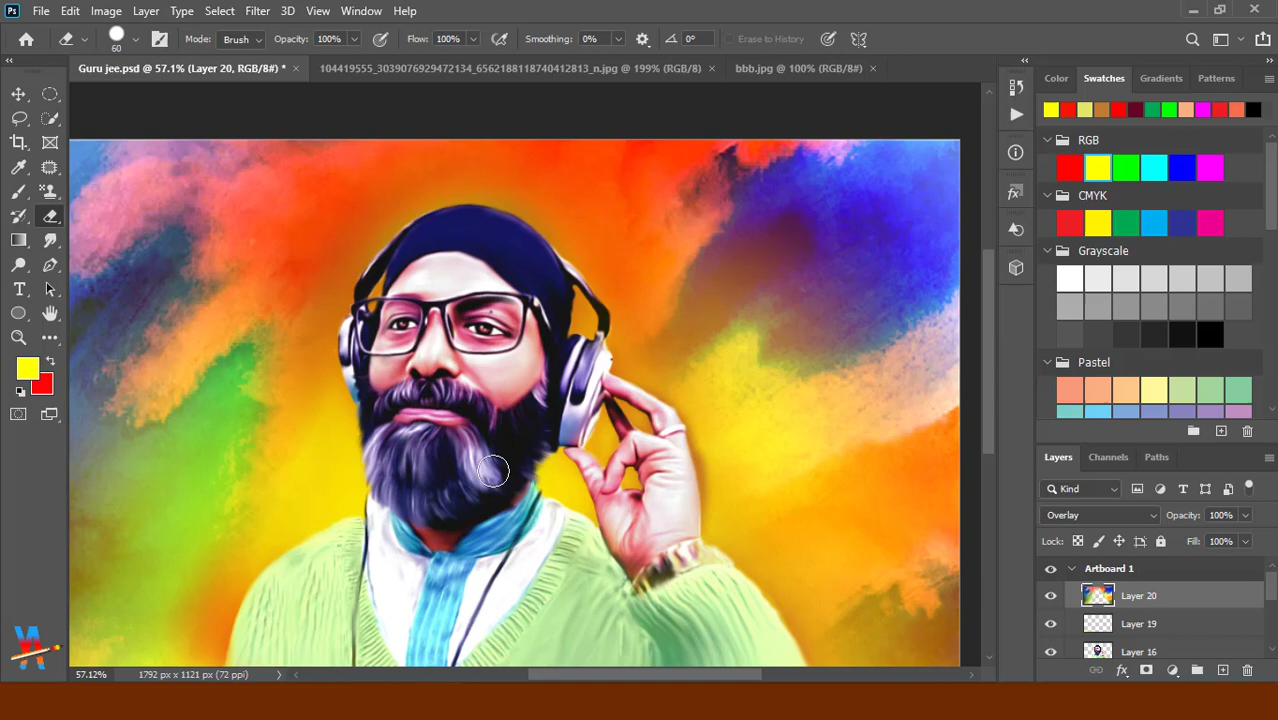 Ps File Edit Image Layer Type Select Filter 3D View Window Help
60 Mode: Brush Opacity: 100% Flow: 100% Smoothing: 0% 0° Erase to History
Guru jee.psd @ 57.1% (Layer 20, RGB/8#) * 104419555_3039076929472134_6562188118740412813_n.jpg @ 199% (RGB/8) bbb.jpg @ 100% (RGB/8#)
Color Swatches Gradients Patterns
RGB
CMYK
Grayscale
Pastel
Layers Channels Paths
Kind
Overlay Opacity: 100%
Lock: Fill: 100%
Artboard 1
Layer 20
Layer 19
Layer 16
57.12% 1792 px x 1121 px (72 ppi)